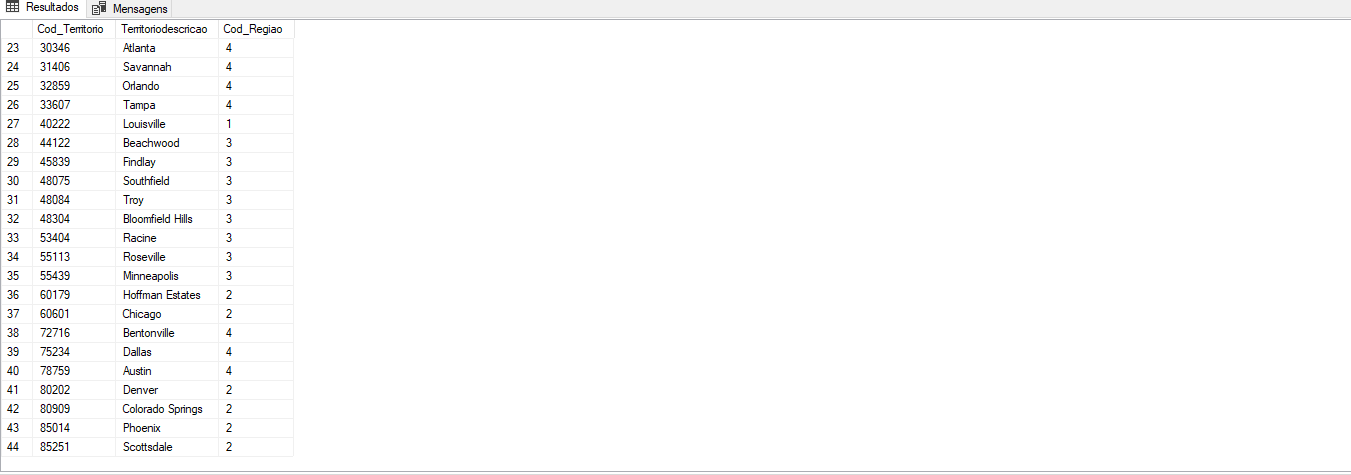 Resultados Mensagens
Cod_Territorio Territoriodescricao Cod_Regiao
23 30346 Atlanta 4
24 31406 Savannah 4
25 32859 Orlando 4
26 33607 Tampa 4
27 40222 Louisville 1
28 44122 Beachwood 3
29 45839 Findlay 3
30 48075 Southfield 3
31 48084 Troy 3
32 48304 Bloomfield Hills 3
33 53404 Racine 3
34 55113 Roseville 3
35 55439 Minneapolis 3
36 60179 Hoffman Estates 2
37 60601 Chicago 2
38 72716 Bentonville 4
39 75234 Dallas 4
40 78759 Austin 4
41 80202 Denver 2
42 80909 Colorado Springs 2
43 85014 Phoenix 2
44 85251 Scottsdale 2